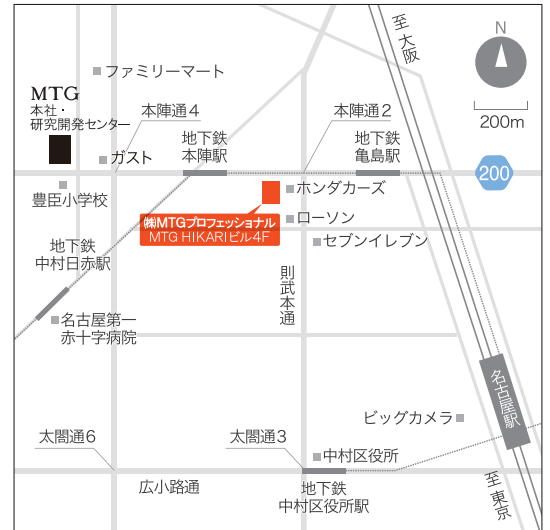 至大阪
N
200m
ファミリーマート
MTG
本社・
研究開発センター
本陣通4
本陣通2
地下鉄
本陣駅
地下鉄
亀島駅
ガスト
200
豊臣小学校
ホンダカーズ
ローソン
㈱MTGプロフェッショナル
MTG HIKARIビル4F
セブンイレブン
地下鉄
中村日赤駅
則武本通
名古屋第一
赤十字病院
名古屋駅
ビッグカメラ
太閤通6
太閤通3
中村区役所
広小路通
地下鉄
中村区役所駅
至東京